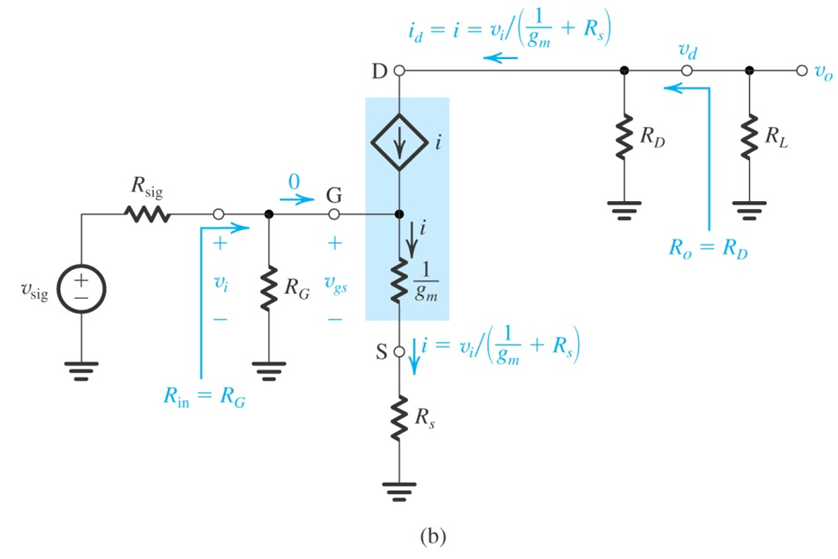 i_d = i = v_i/(1/g_m + R_s)
v_d
D
v_o
i
R_D
R_L
R_sig
0
G
+
+
i
v_sig
+
−
v_i
R_G
v_gs
1/g_m
R_o = R_D
−
−
S
i = v_i/(1/g_m + R_s)
R_in = R_G
R_s
(b)